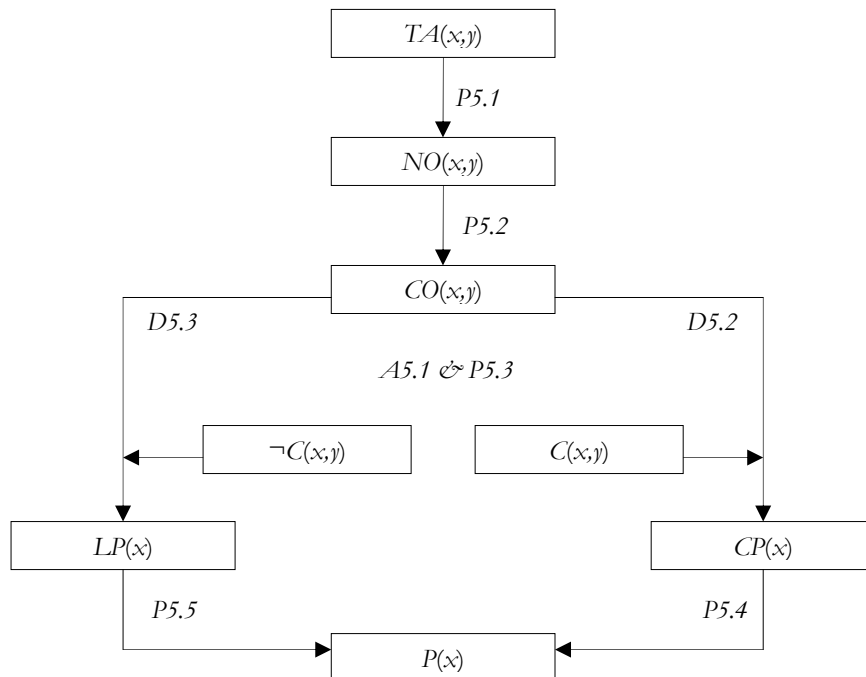 TA(x,y)
P5.1
NO(x,y)
P5.2
CO(x,y)
D5.3
D5.2
A5.1 & P5.3
¬C(x,y)
C(x,y)
LP(x)
CP(x)
P5.5
P5.4
P(x)